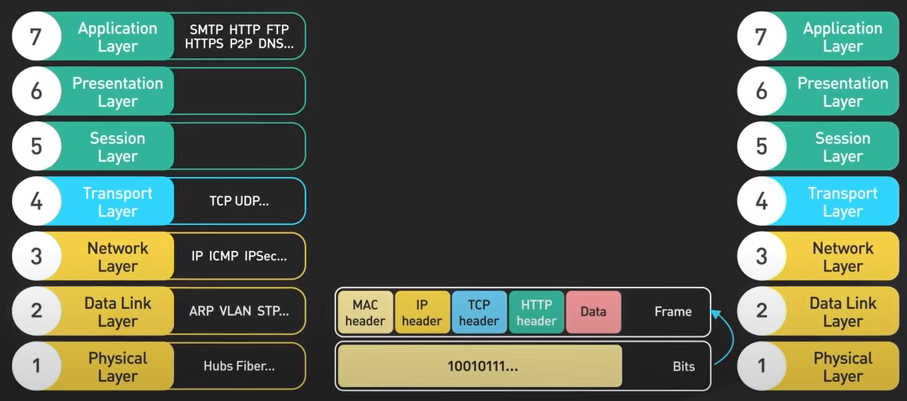 7
Application
Layer
SMTP HTTP FTP
HTTPS P2P DNS...
7
Application
Layer
6
Presentation
Layer
6
Presentation
Layer
5
Session
Layer
5
Session
Layer
4
Transport
Layer
TCP UDP...
4
Transport
Layer
3
Network
Layer
IP ICMP IPSec...
3
Network
Layer
2
Data Link
Layer
ARP VLAN STP...
MAC
header
IP
header
TCP
header
HTTP
header
Data
Frame
2
Data Link
Layer
1
Physical
Layer
Hubs Fiber...
10010111...
Bits
1
Physical
Layer